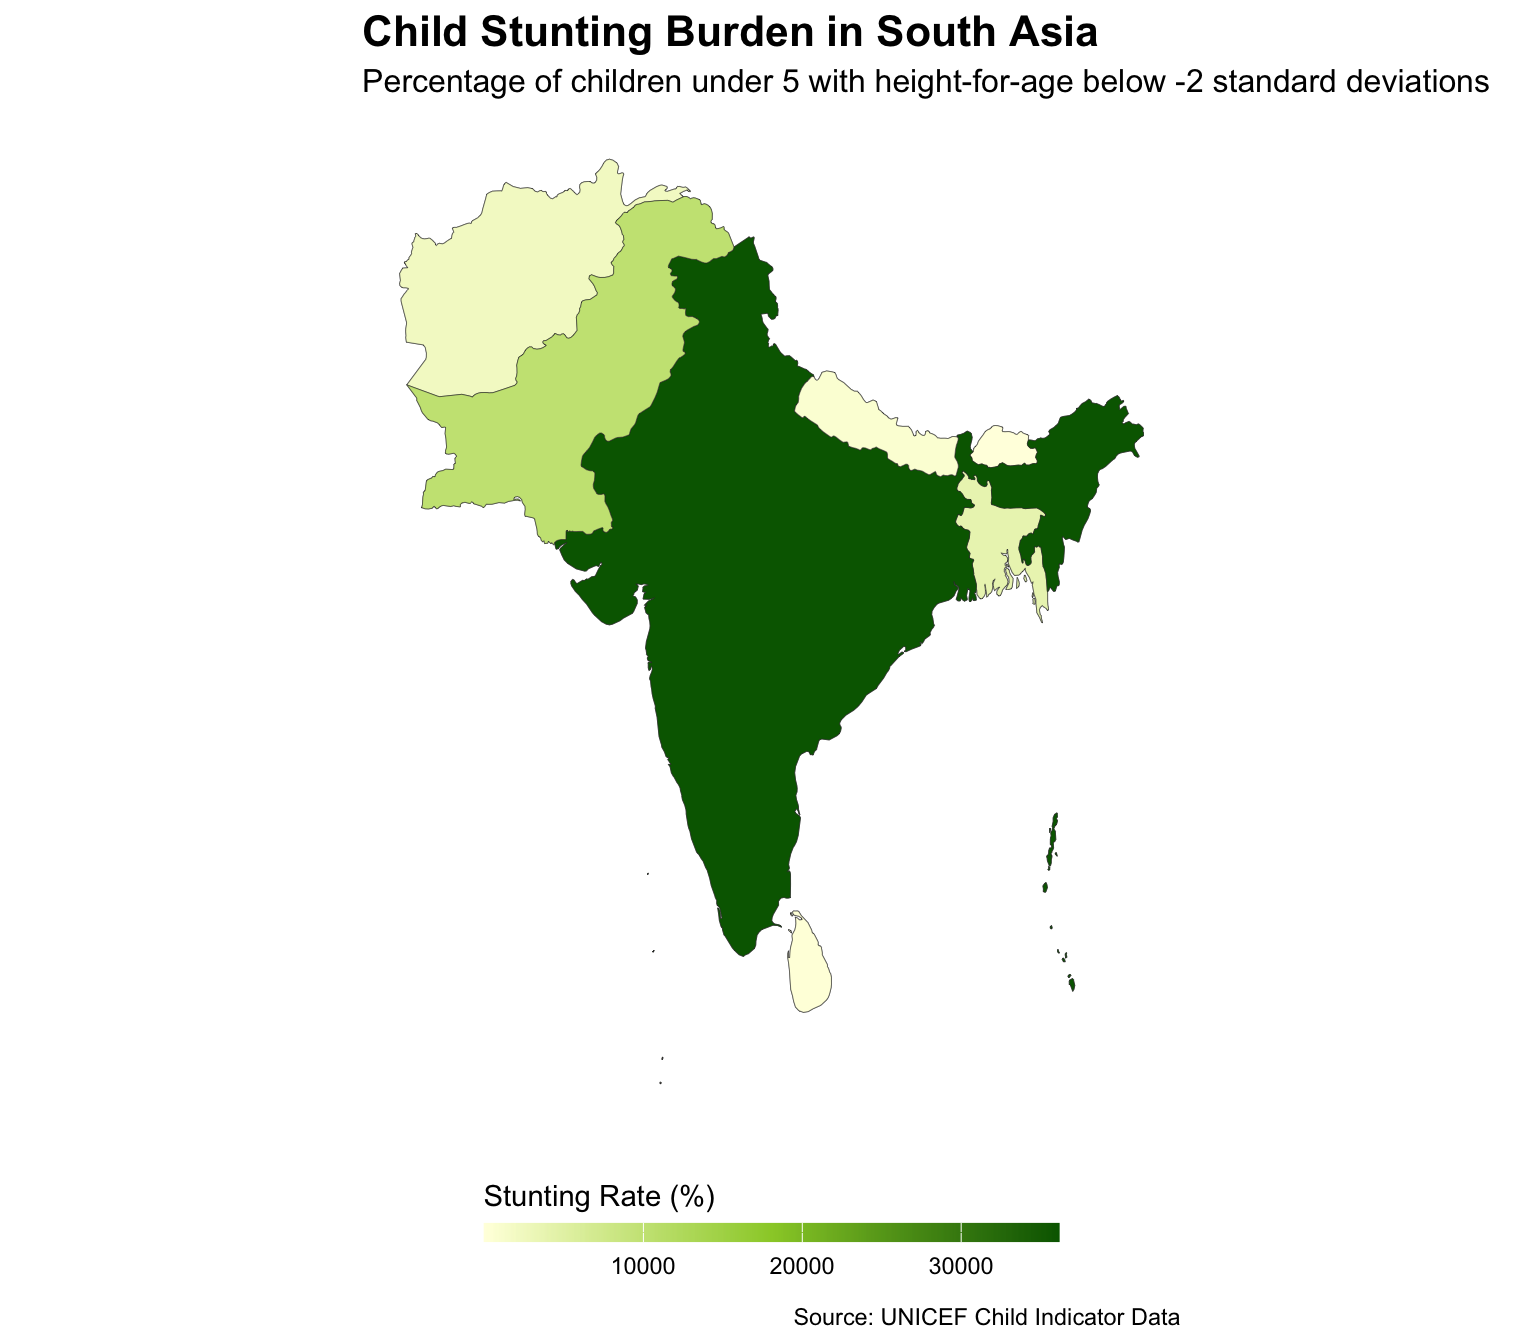 Child Stunting Burden in South Asia
Percentage of children under 5 with height-for-age below -2 standard deviations
Stunting Rate (%)
10000 20000 30000
Source: UNICEF Child Indicator Data